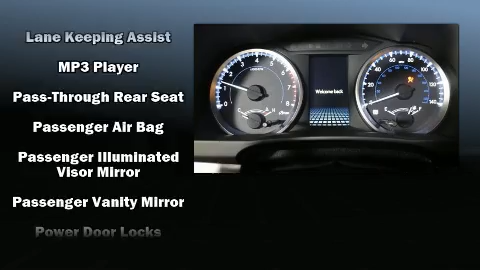 Lane Keeping Assist
MP3 Player
Pass-Through Rear Seat
Passenger Air Bag
Passenger Illuminated
Visor Mirror
Passenger Vanity Mirror
Power Door Locks
Welcome back